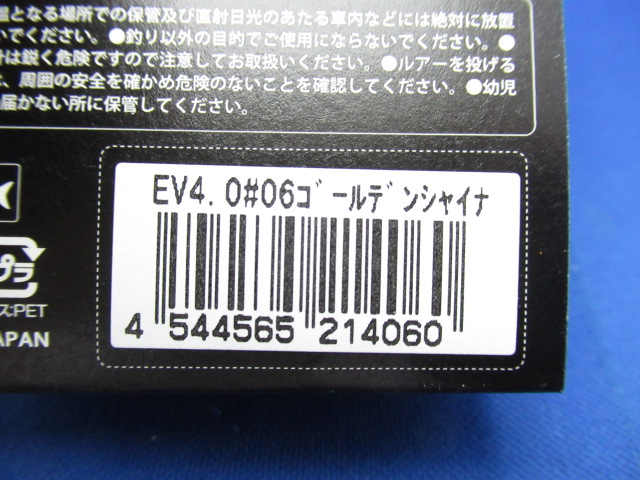 温となる場所での保管及び直射日光のあたる車内などには絶対に放置
いでください。●釣り以外の目的でご使用にならないでください。●
針は鋭く危険ですので注意してお取扱いください。●ルアーを投げる
、周囲の安全を確かめ危険のないことを確認してください。●幼児
届かない所に保管してください。
EV4.0#06ゴールデンシャイナ
プラ
ズ:PET
4 544565 214060
APAN